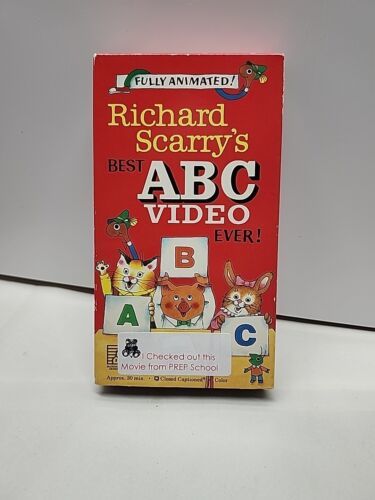 FULLY ANIMATED!
Richard
Scarry's
BEST
ABC
VIDEO
EVER!
B
A
C
I Checked out this
Movie from PREP School
Approx. 30 min. • Closed Captioned Color